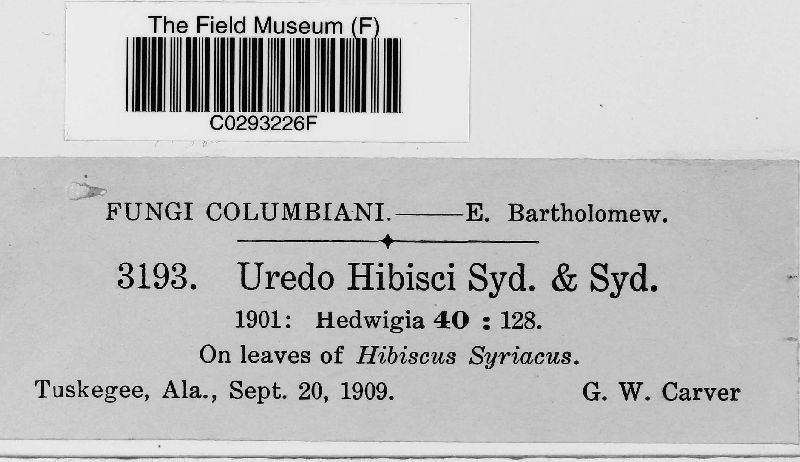 The Field Museum (F)
C0293226F
FUNGI COLUMBIANI.——E. Bartholomew.
3193. Uredo Hibisci Syd. & Syd.
1901: Hedwigia 40 : 128.
On leaves of Hibiscus Syriacus.
Tuskegee, Ala., Sept. 20, 1909. G. W. Carver